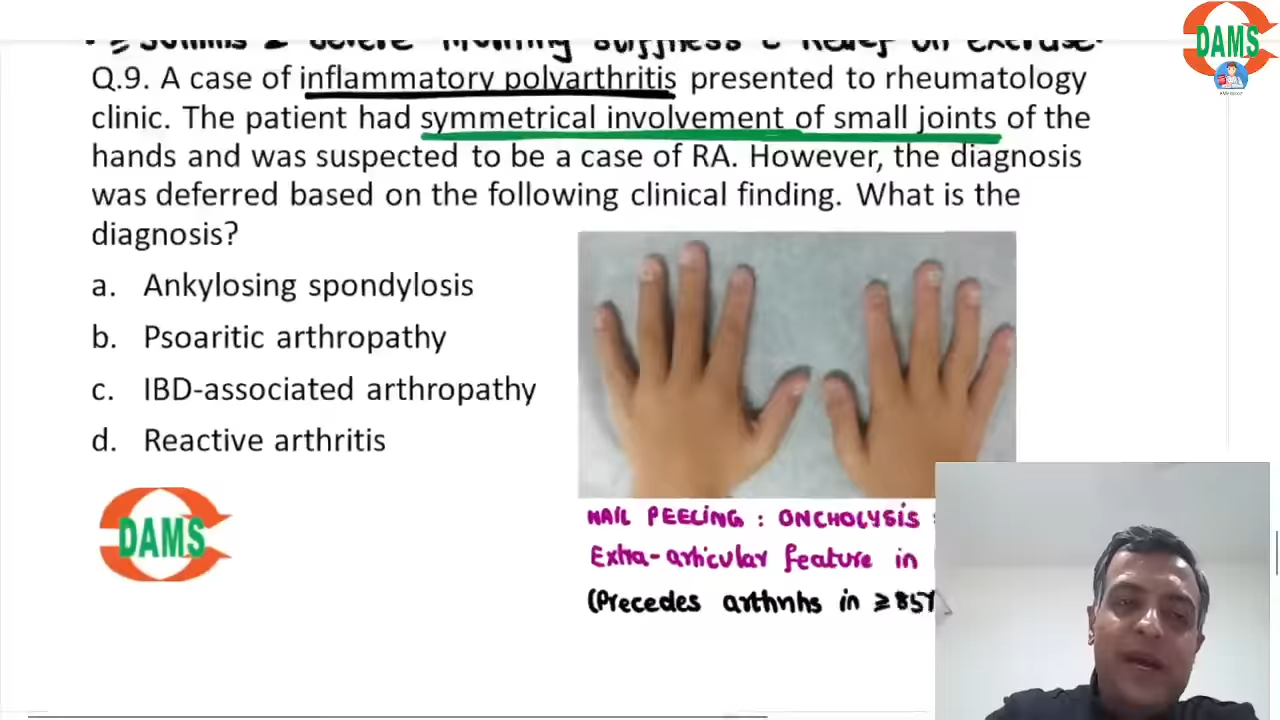 DAMS
Q.9. A case of inflammatory polyarthritis presented to rheumatology
clinic. The patient had symmetrical involvement of small joints of the
hands and was suspected to be a case of RA. However, the diagnosis
was deferred based on the following clinical finding. What is the
diagnosis?
a. Ankylosing spondylosis
b. Psoaritic arthropathy
c. IBD-associated arthropathy
d. Reactive arthritis
DAMS
NAIL PEELING : ONCHOLYSIS :
Extra-articular feature in
(Precedes arthritis in ≥85%